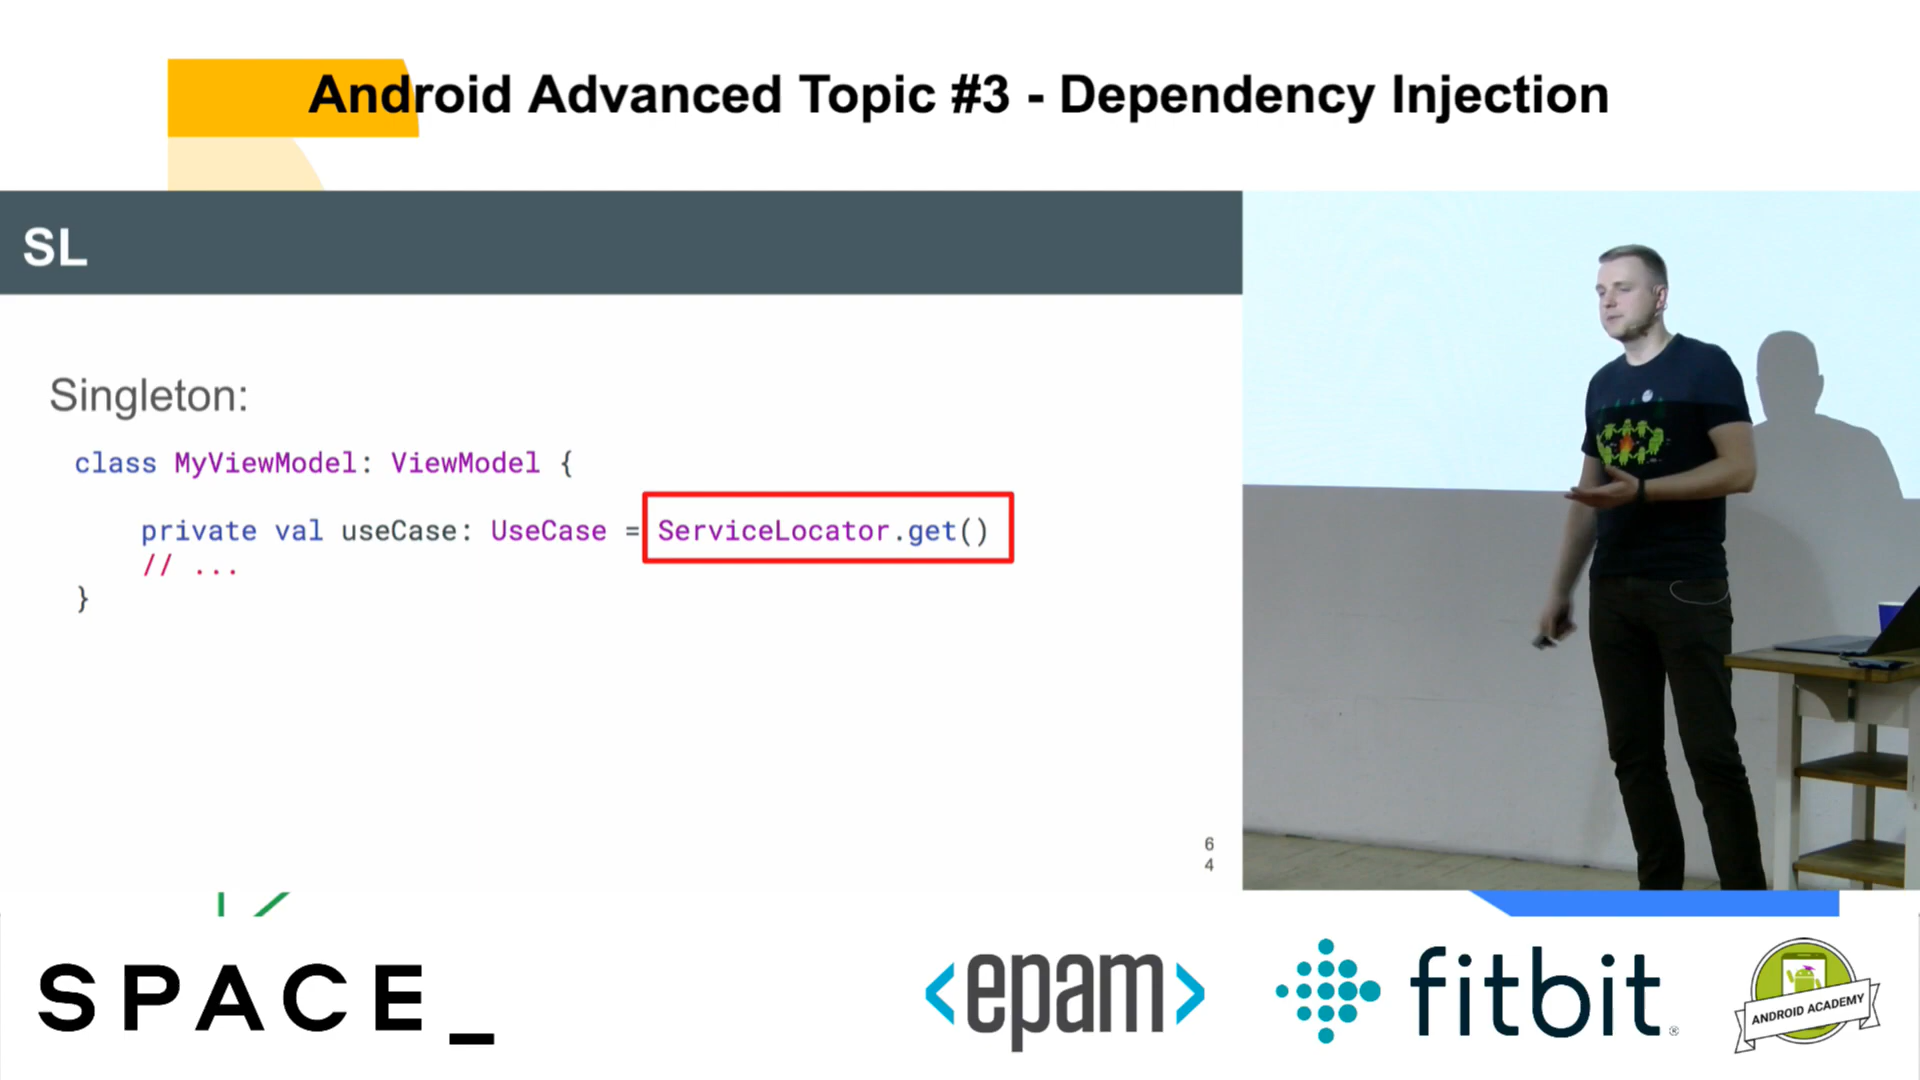 Android Advanced Topic #3 - Dependency Injection
SL
Singleton:
class MyViewModel: ViewModel {
private val useCase: UseCase = ServiceLocator.get()
// ...
}
6
4
SPACE_
<epam>
fitbit®
ANDROID ACADEMY